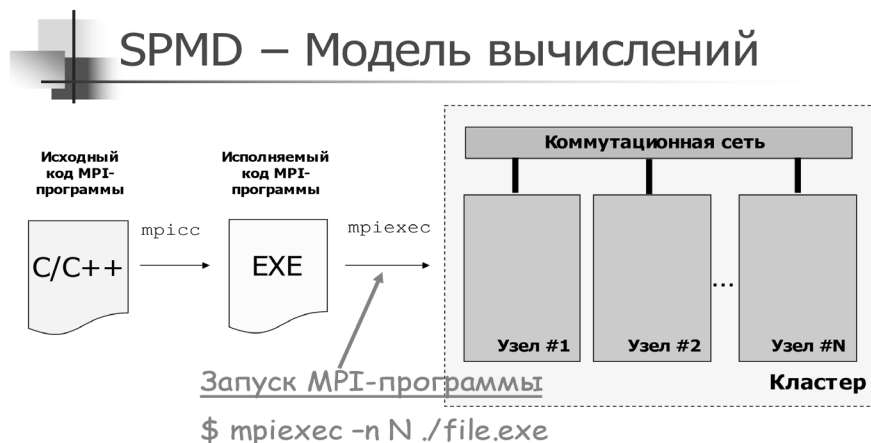 SPMD – Модель вычислений
Исходный
код MPI-
программы
C/C++
mpicc
Исполняемый
код MPI-
программы
EXE
mpiexec
Коммутационная сеть
Узел #1
Узел #2
...
Узел #N
Кластер
Запуск MPI-программы
$ mpiexec –n N ./file.exe